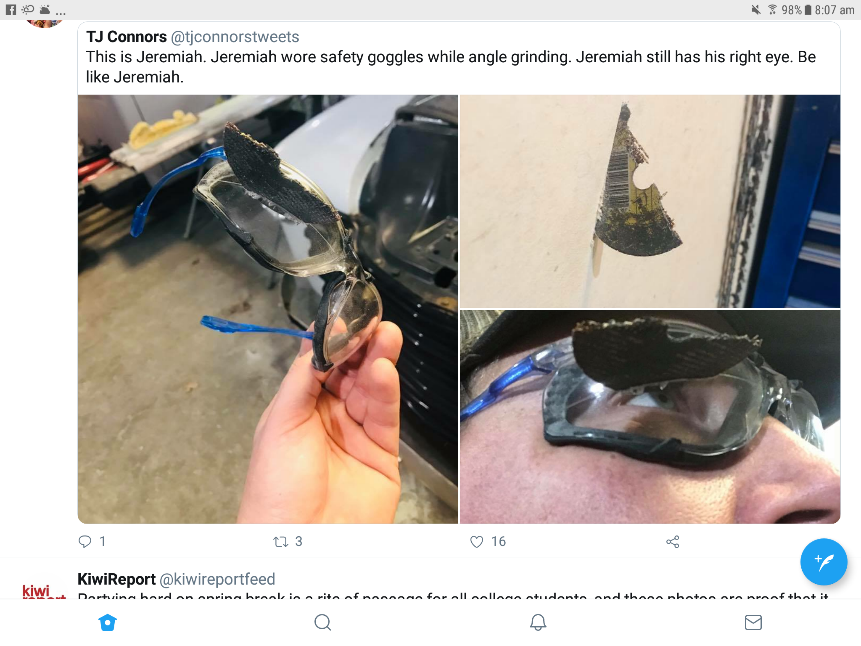 98% 8:07 am
TJ Connors @tjconnorstweets
This is Jeremiah. Jeremiah wore safety goggles while angle grinding. Jeremiah still has his right eye. Be
like Jeremiah.
1 3 16
KiwiReport @kiwireportfeed
kiwi
report
Partying hard on spring break is a rite of passage for all college students, and these photos are proof that it